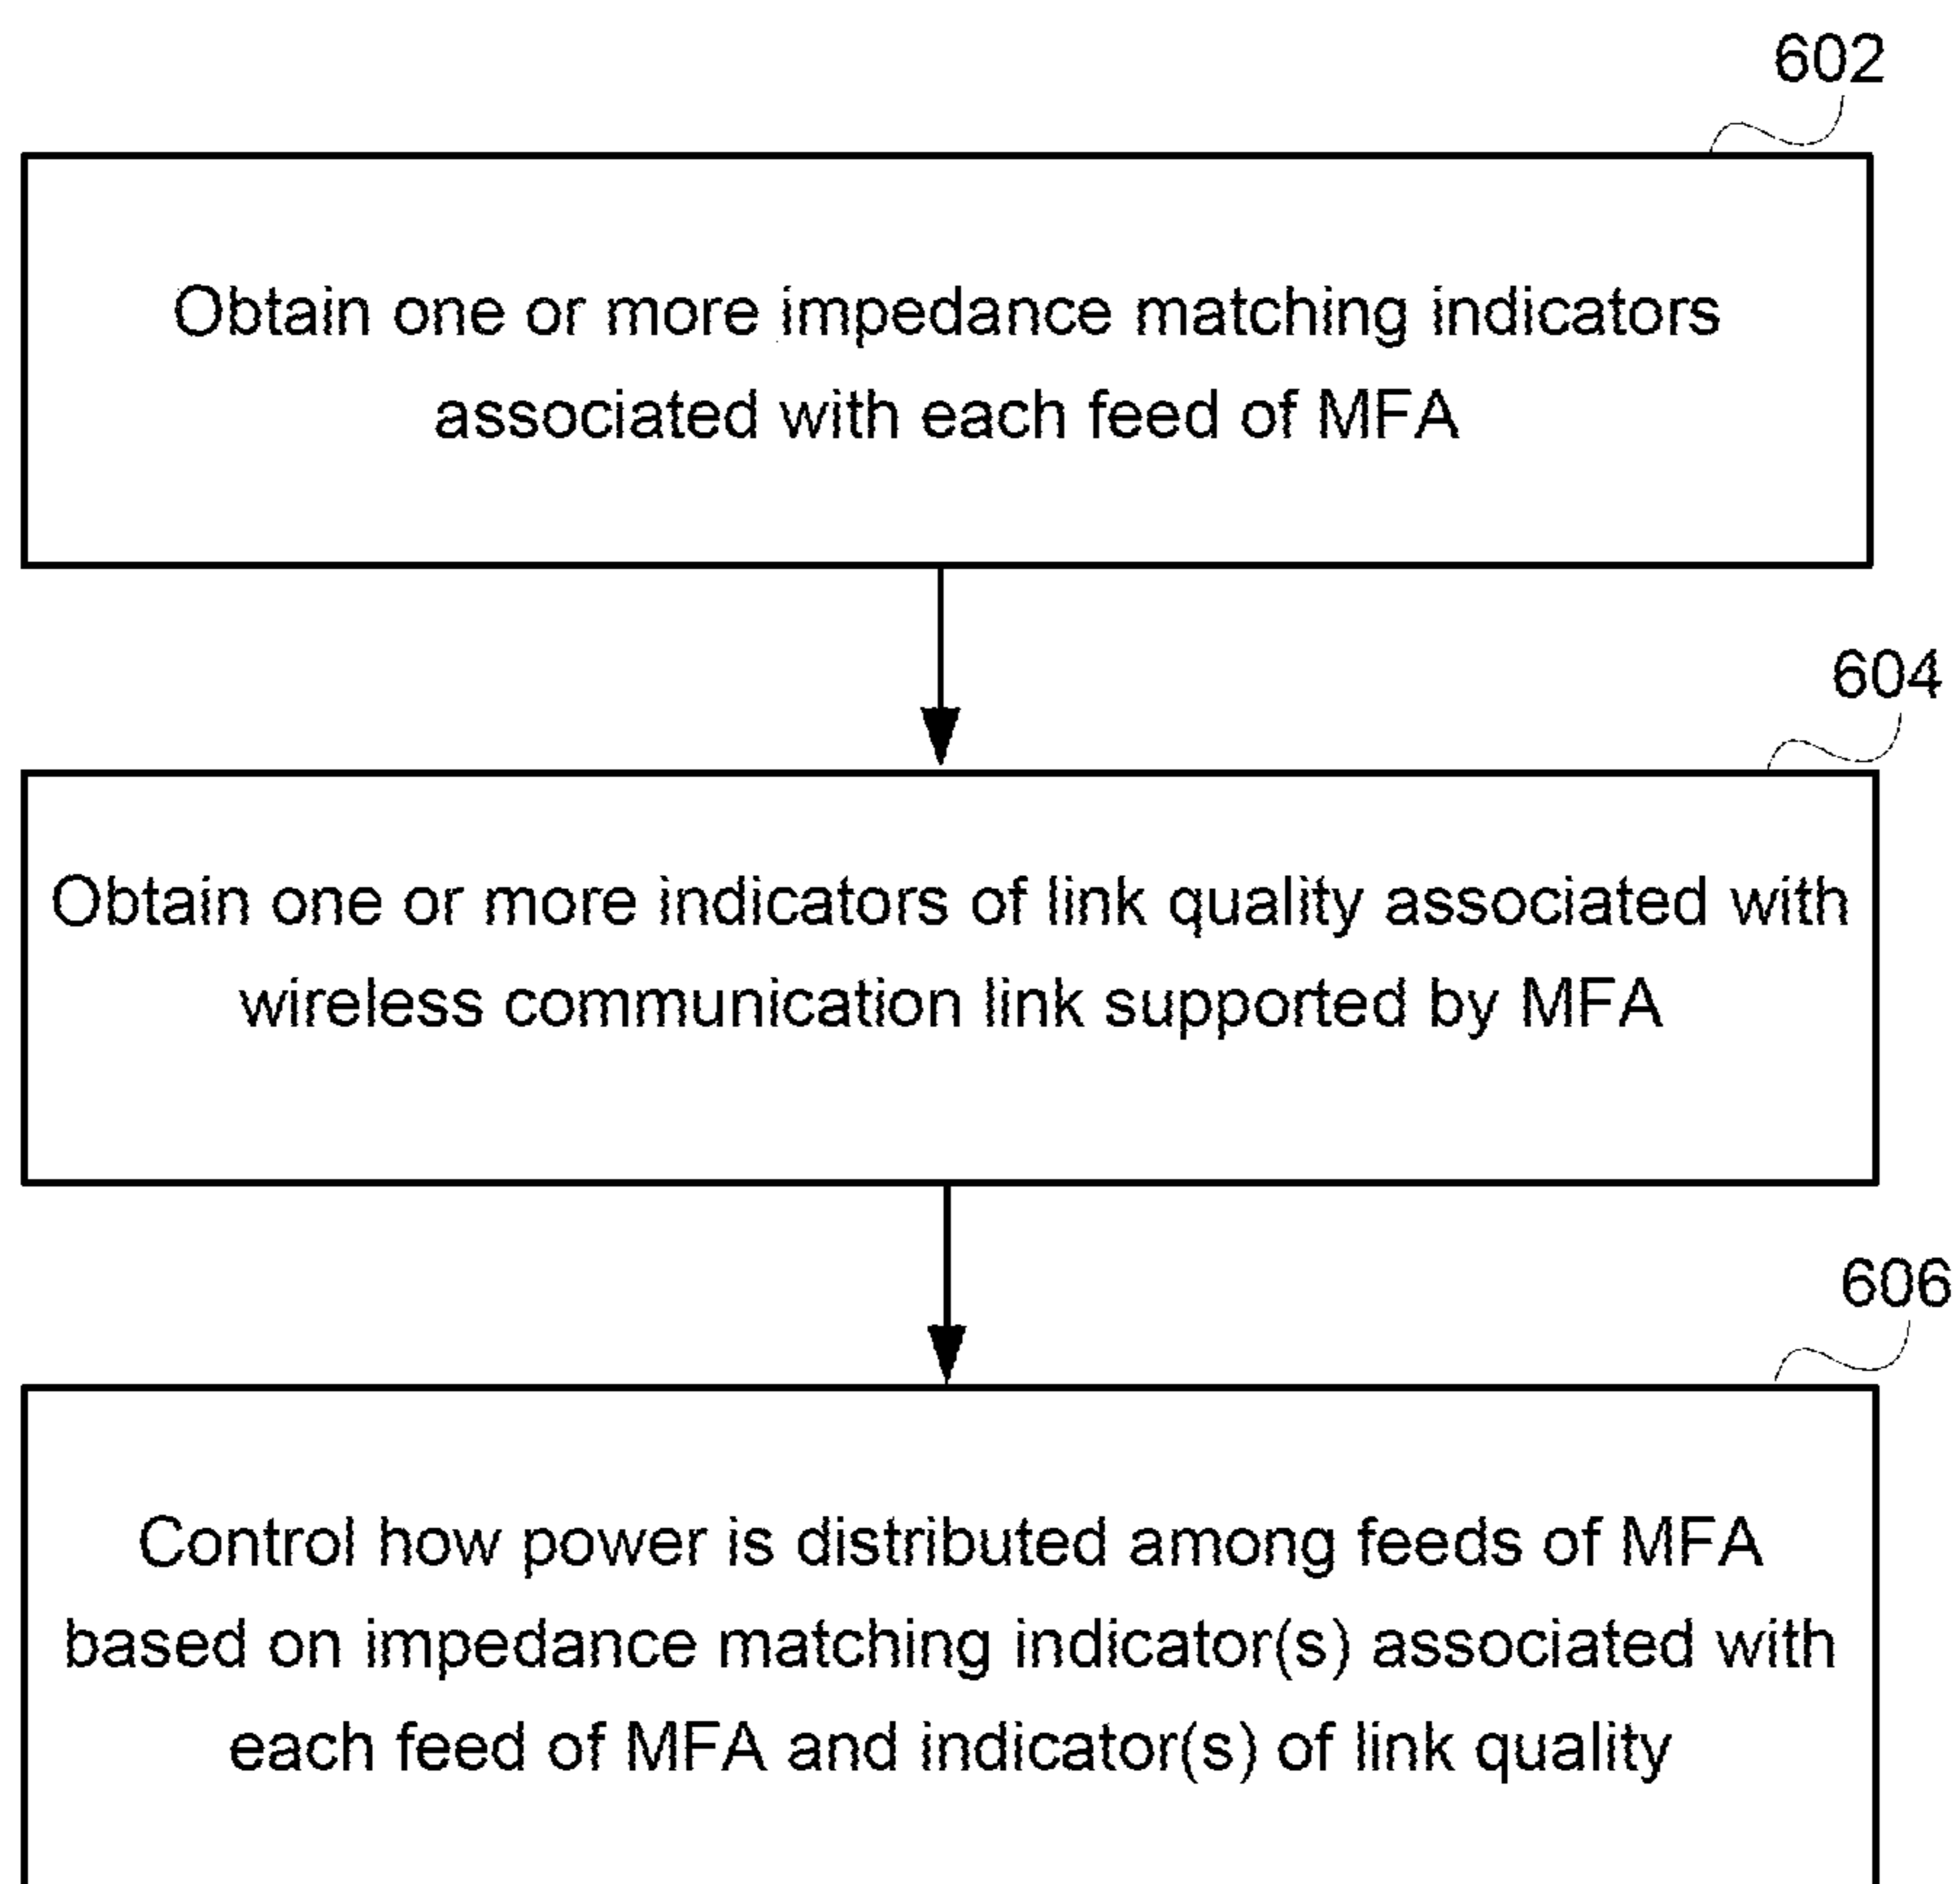 602
Obtain one or more impedance matching indicators
associated with each feed of MFA
604
Obtain one or more indicators of link quality associated with
wireless communication link supported by MFA
606
Control how power is distributed among feeds of MFA
based on impedance matching indicator(s) associated with
each feed of MFA and indicator(s) of link quality